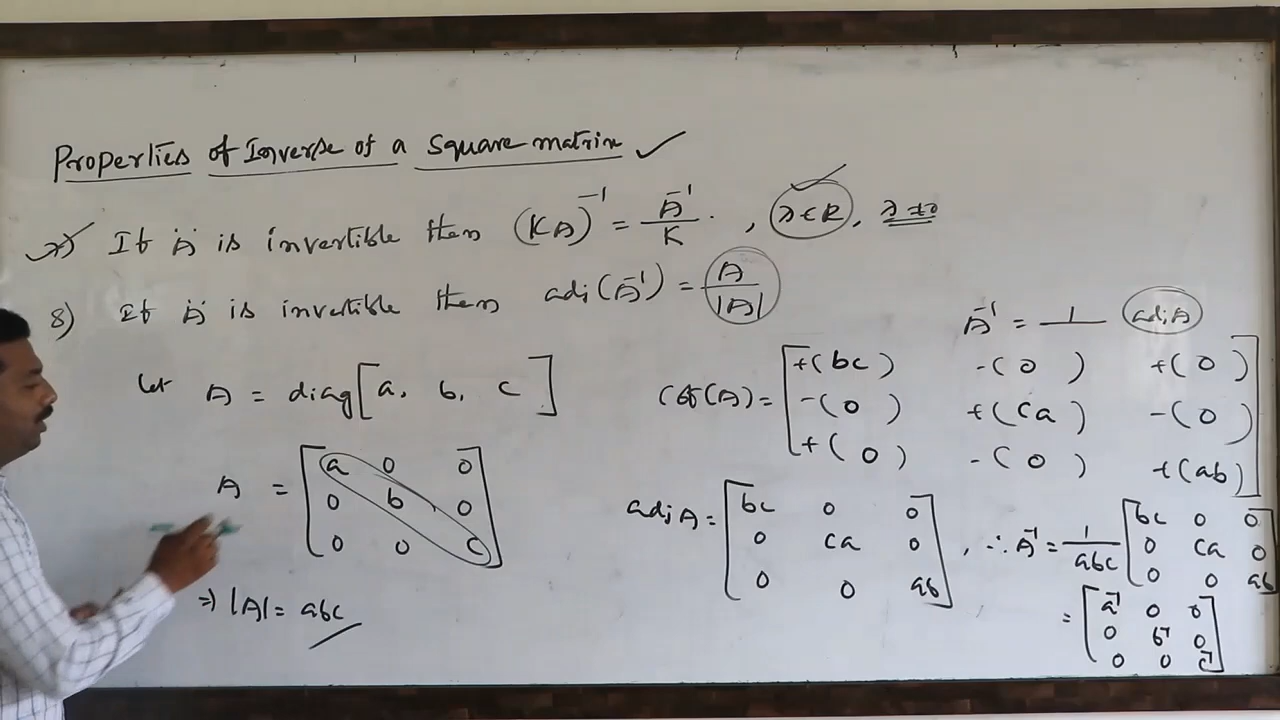 Properties of Inverse of a Square matrix ✓
7) If A is invertible then (KA)⁻¹ = A⁻¹/K . , λ∈R, λ≠0
8) If A is invertible then adj(A⁻¹) = A/|A|
A⁻¹ = 1/ adjA
Let A = diag[a, b, c]
Cof(A) = [+(bc) -(0) +(0)
-(0) +(ca) -(0)
+(0) -(0) +(ab)]
A = [a 0 0
0 b 0
0 0 c]
adjA = [bc 0 0
0 ca 0
0 0 ab]
, ∴ A⁻¹ = 1/abc [bc 0 0
0 ca 0
0 0 ab]
= [a⁻¹ 0 0
0 b⁻¹ 0
0 0 c⁻¹]
⇒ |A| = abc